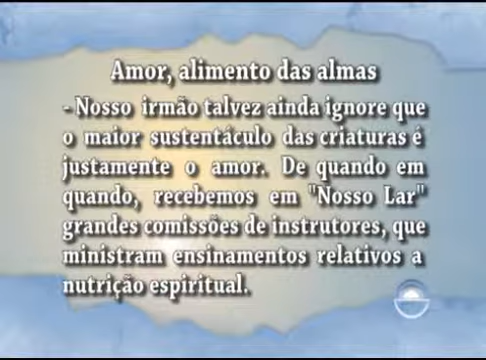 Amor, alimento das almas
- Nosso irmão talvez ainda ignore que
o maior sustentáculo das criaturas é
justamente o amor. De quando em
quando, recebemos em "Nosso Lar"
grandes comissões de instrutores, que
ministram ensinamentos relativos a
nutrição espiritual.